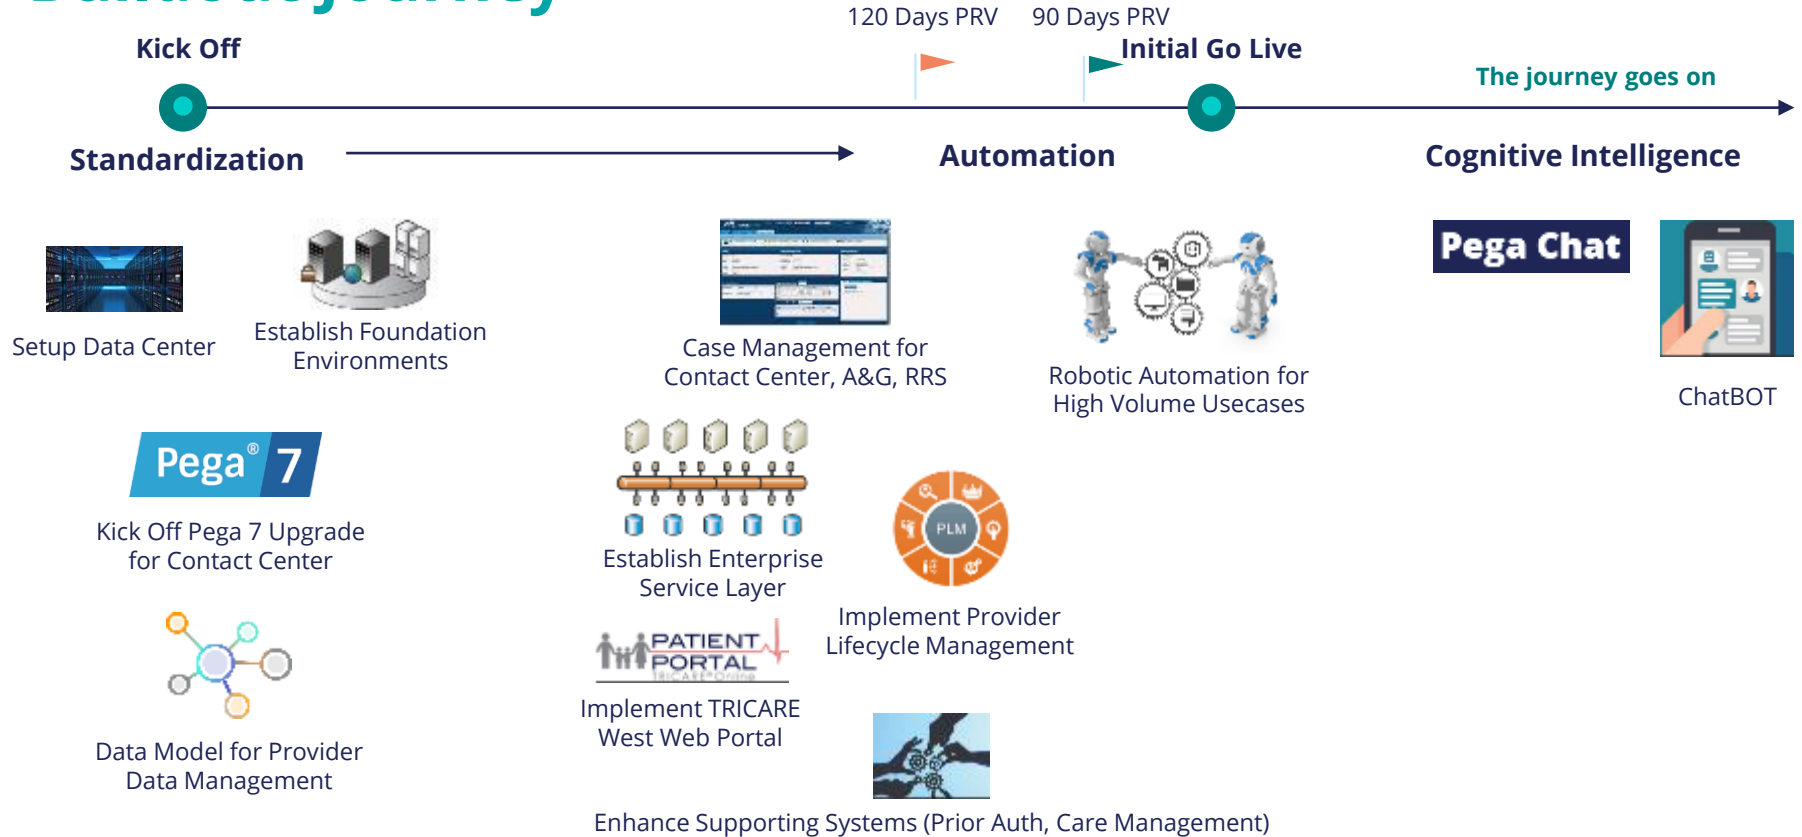 120 Days PRV
90 Days PRV
Kick Off
Initial Go Live
The journey goes on
Standardization
Automation
Cognitive Intelligence
Pega Chat
Setup Data Center
Establish Foundation
Environments
Case Management for
Contact Center, A&G, RRS
Robotic Automation for
High Volume Usecases
ChatBOT
Pega® 7
Kick Off Pega 7 Upgrade
for Contact Center
Establish Enterprise
Service Layer
PLM
Implement Provider
Lifecycle Management
PATIENT
PORTAL
TRICARE Online
Implement TRICARE
West Web Portal
Data Model for Provider
Data Management
Enhance Supporting Systems (Prior Auth, Care Management)